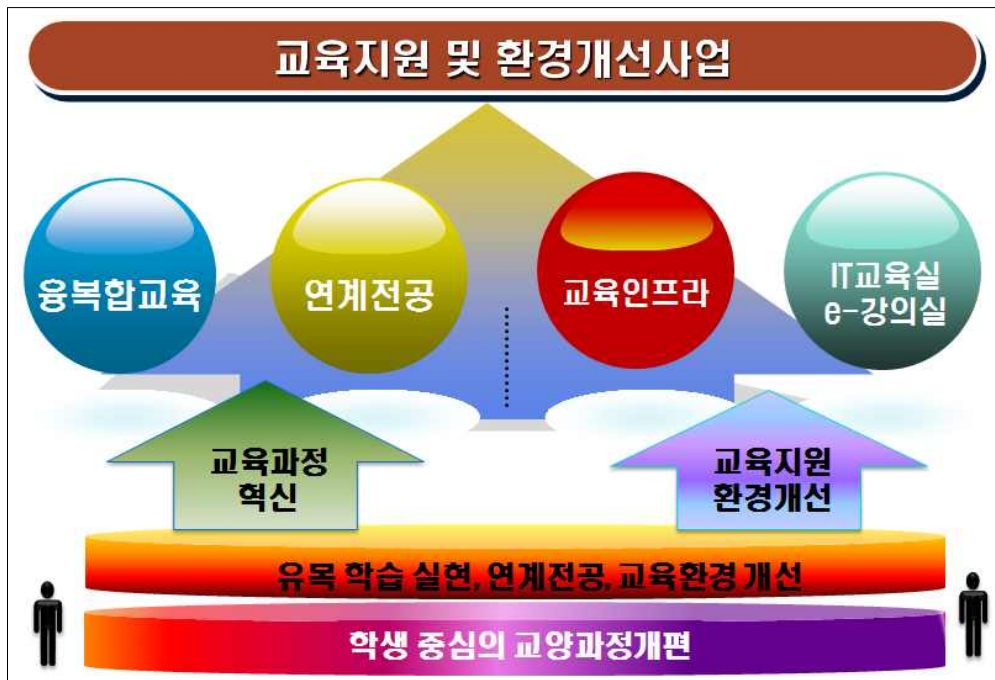 교육지원 및 환경개선사업
융복합교육
연계전공
교육인프라
IT교육실
e-강의실
교육과정
혁신
교육지원
환경개선
유목 학습 실현, 연계전공, 교육환경 개선
학생 중심의 교양과정개편